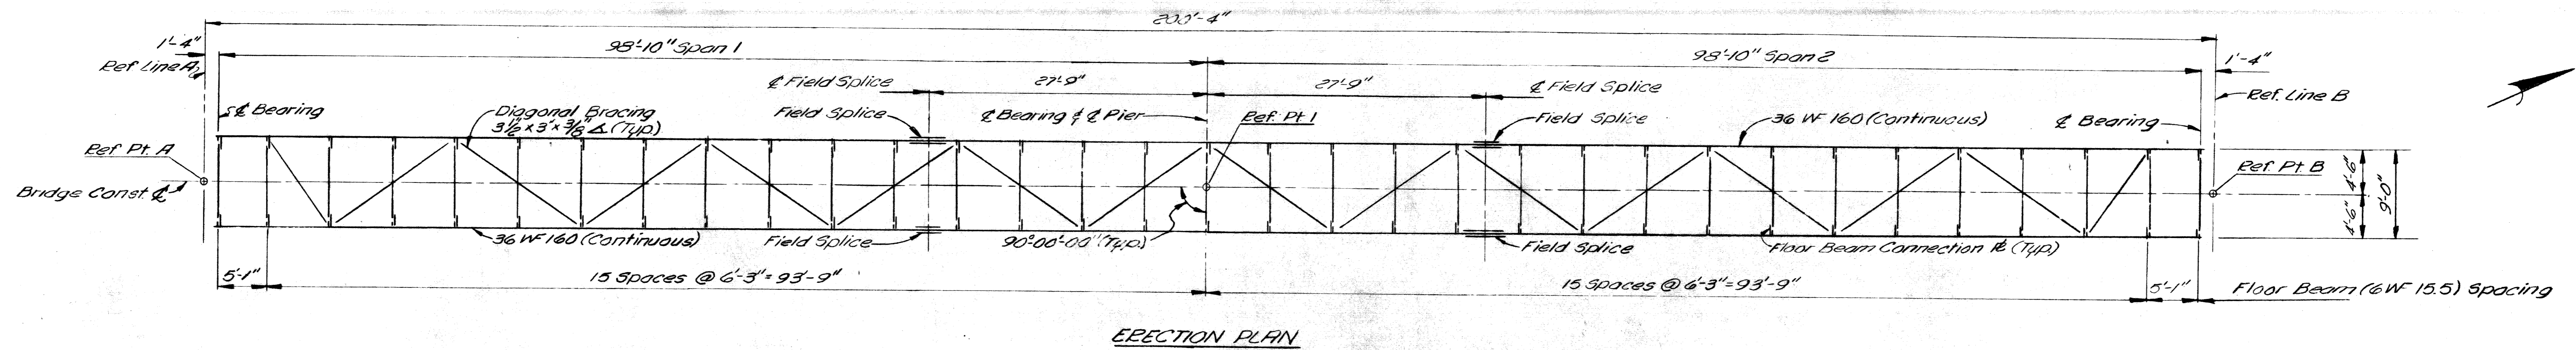 200'-4"
1'-4"
98'-10" Span 1
98'-10" Span 2
1'-4"
Ref Line A
℄ Field Splice
27'-9"
27'-9"
℄ Field Splice
Ref. Line B
℄ Bearing
Diagonal Bracing
3½ x 3" x 3/8 ∠ (Typ.)
Field Splice
℄ Bearing & ℄ Pier
Ref. Pt. 1
Field Splice
36 WF 160 (Continuous)
℄ Bearing
Ref Pt. A
Ref. Pt. B
Bridge Const. ℄
4'-6"
4'-6"
9'-0"
36 WF 160 (Continuous)
Field Splice
90°00'-00" (Typ.)
Field Splice
Floor Beam Connection ℞ (Typ.)
5'-1"
15 Spaces @ 6'-3" = 93'-9"
15 Spaces @ 6'-3" = 93'-9"
5'-1"
Floor Beam (6 WF 15.5) Spacing
ERECTION PLAN